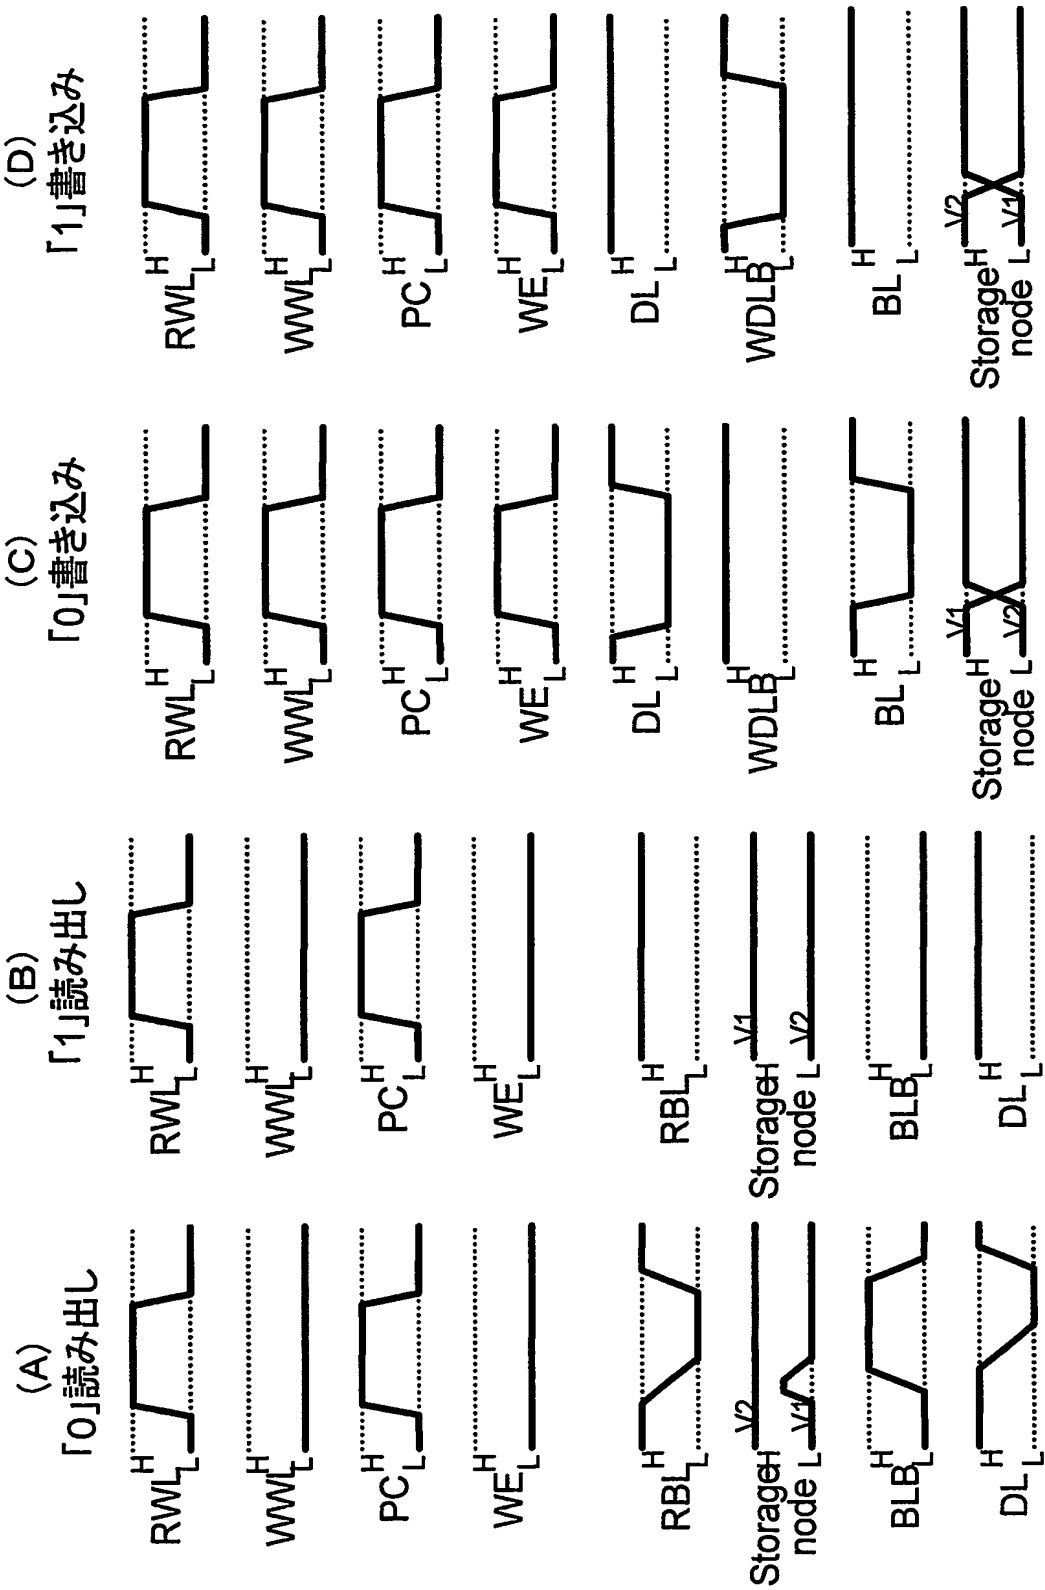 (A)
「0」読み出し
RWL H L
WWL H L
PC H L
WE H L
RBL H L
Storage node H L V2 V1
BLB H L
DL H L
(B)
「1」読み出し
RWL H L
WWL H L
PC H L
WE H L
RBL H L
Storage node H L V1 V2
BLB H L
DL H L
(C)
「0」書き込み
RWL H L
WWL H L
PC H L
WE H L
DL H L
WDLB H L
BL H L
Storage node H L V1 V2
(D)
「1」書き込み
RWL H L
WWL H L
PC H L
WE H L
DL H L
WDLB H L
BL H L
Storage node H L V2 V1